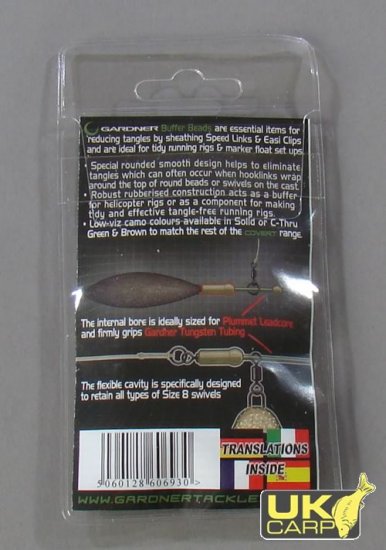 GARDNER Buffer Beads are essential items for
reducing tangles by sheathing Speed Links & Easi Clips
and are ideal for tidy running rigs & marker float set ups.
• Special rounded smooth design helps to eliminate
tangles which can often occur when hooklinks wrap
around the top of round beads or swivels on the cast.
• Robust rubberised construction acts as a buffer
for helicopter rigs or as a component for making
tidy and effective tangle-free running rigs.
• Low-viz camo colours available in Solid or C-Thru
Green & Brown to match the rest of the COVERT range.
The internal bore is ideally sized for Plummet Leadcore
and firmly grips Gardner Tungsten Tubing
The flexible cavity is specifically designed
to retain all types of Size 8 swivels
TRANSLATIONS
INSIDE
5 060128 606930 >
WWW.GARDNERTACKLE
UK
CARP